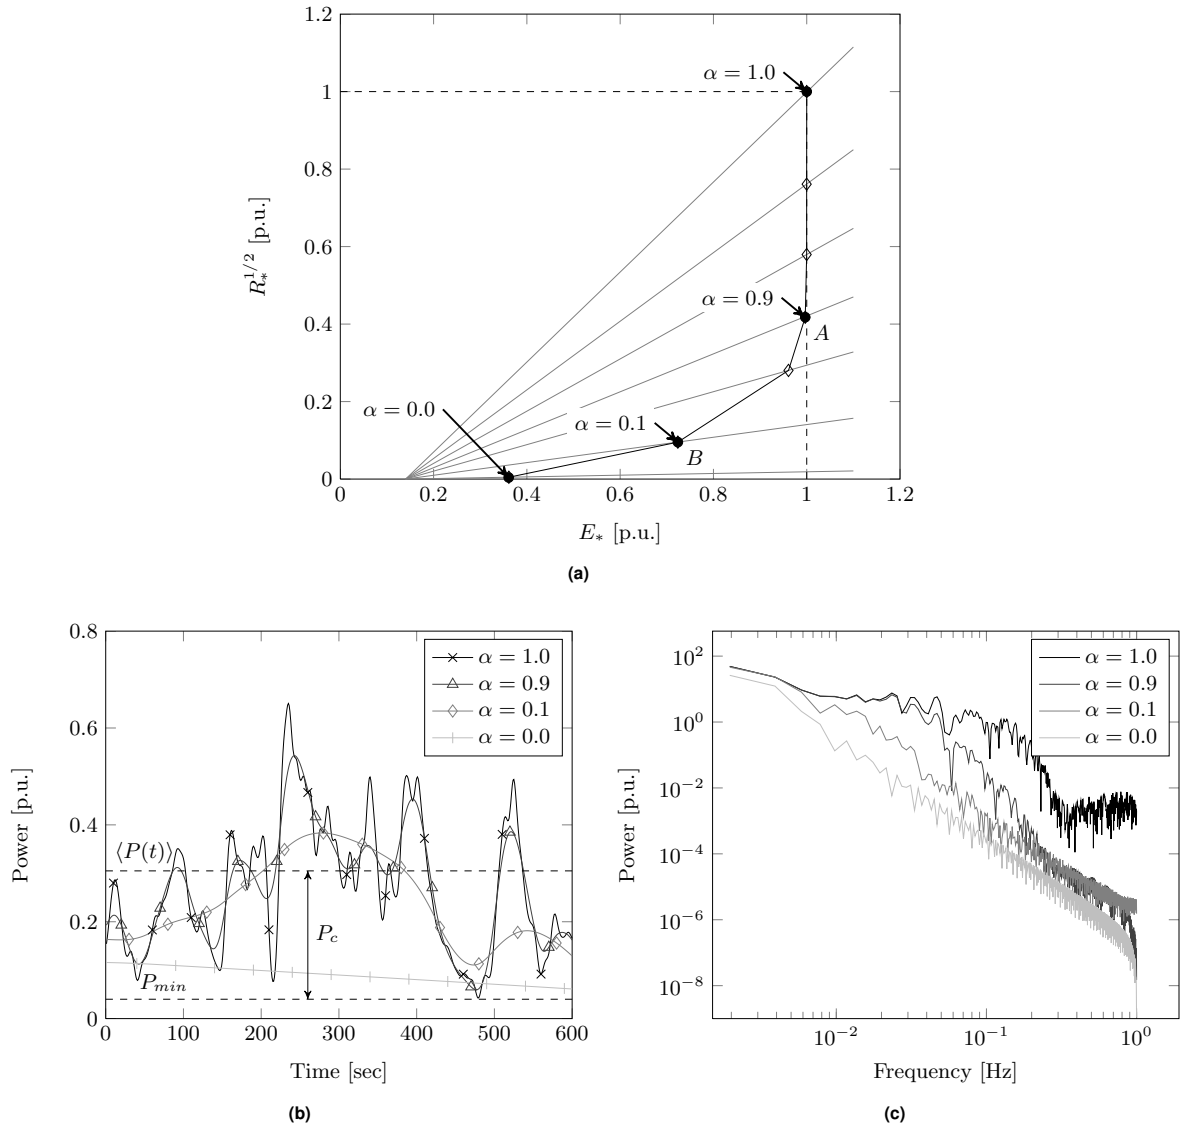 1.2
1
0.8
0.6
0.4
0.2
0
R_*^{1/2} [p.u.]
α = 1.0
α = 0.9
A
α = 0.0
α = 0.1
B
0 0.2 0.4 0.6 0.8 1 1.2
E_* [p.u.]
(a)
0.8
0.6
0.4
0.2
0
Power [p.u.]
α = 1.0
α = 0.9
α = 0.1
α = 0.0
⟨P(t)⟩
P_c
P_{min}
0 100 200 300 400 500 600
Time [sec]
(b)
10^2
10^0
10^{-2}
10^{-4}
10^{-6}
10^{-8}
Power [p.u.]
α = 1.0
α = 0.9
α = 0.1
α = 0.0
10^{-2} 10^{-1} 10^0
Frequency [Hz]
(c)